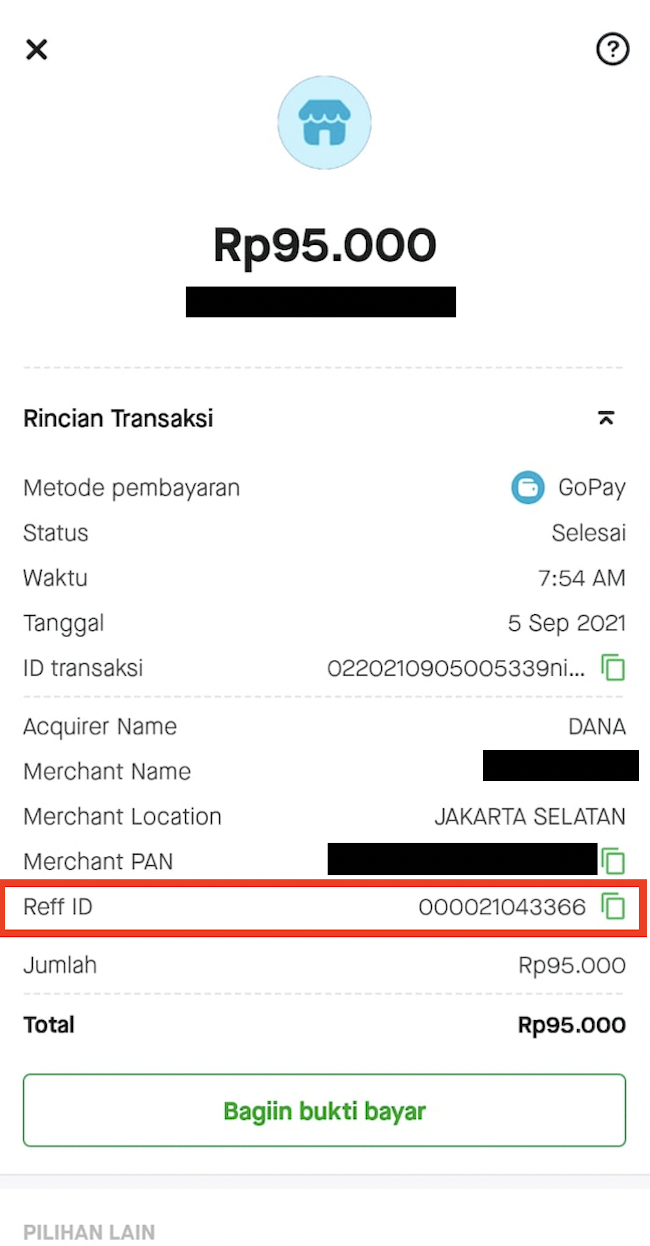 Rp95.000
Rincian Transaksi
Metode pembayaran GoPay
Status Selesai
Waktu 7:54 AM
Tanggal 5 Sep 2021
ID transaksi 0220210905005339ni...
Acquirer Name DANA
Merchant Name
Merchant Location JAKARTA SELATAN
Merchant PAN
Reff ID 000021043366
Jumlah Rp95.000
Total Rp95.000
Bagiin bukti bayar
PILIHAN LAIN